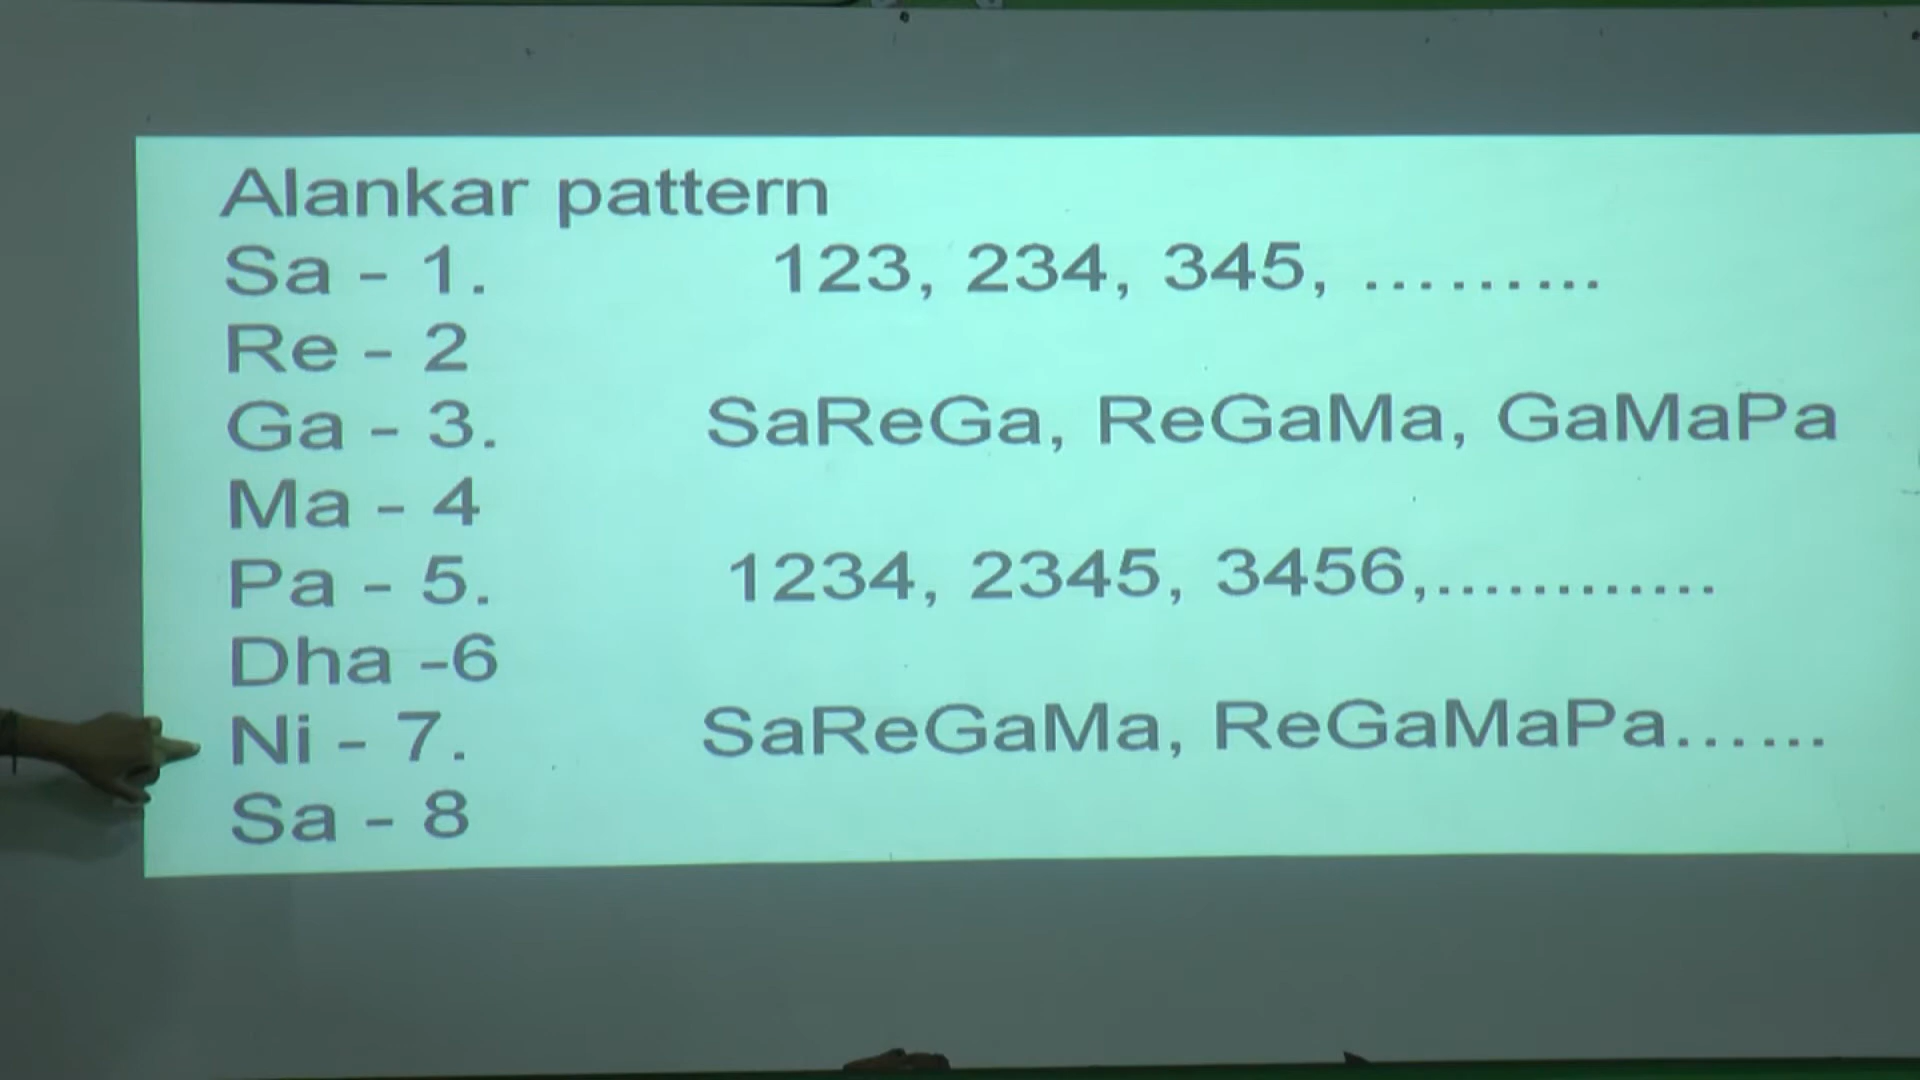 Alankar pattern
Sa - 1. 123, 234, 345, .........
Re - 2
Ga - 3. SaReGa, ReGaMa, GaMaPa
Ma - 4
Pa - 5. 1234, 2345, 3456,............
Dha -6
Ni - 7. SaReGaMa, ReGaMaPa......
Sa - 8